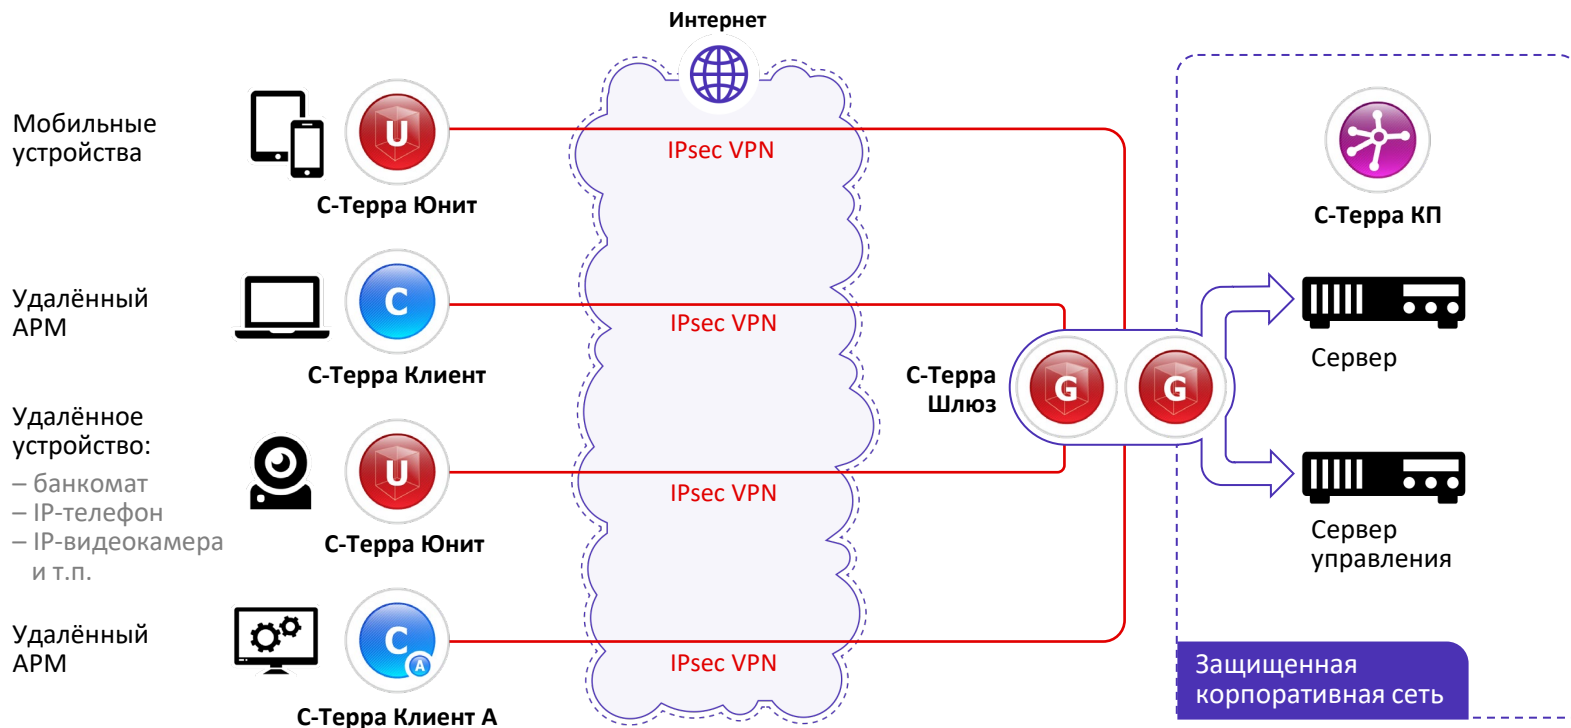 Интернет
Мобильные
устройства
U
С-Терра Юнит
IPsec VPN
С-Терра КП
Удалённый
АРМ
C
С-Терра Клиент
IPsec VPN
С-Терра
Шлюз
G
G
Сервер
Удалённое
устройство:
– банкомат
– IP-телефон
– IP-видеокамера
и т.п.
U
С-Терра Юнит
IPsec VPN
Сервер
управления
Удалённый
АРМ
C
A
С-Терра Клиент А
IPsec VPN
Защищенная
корпоративная сеть